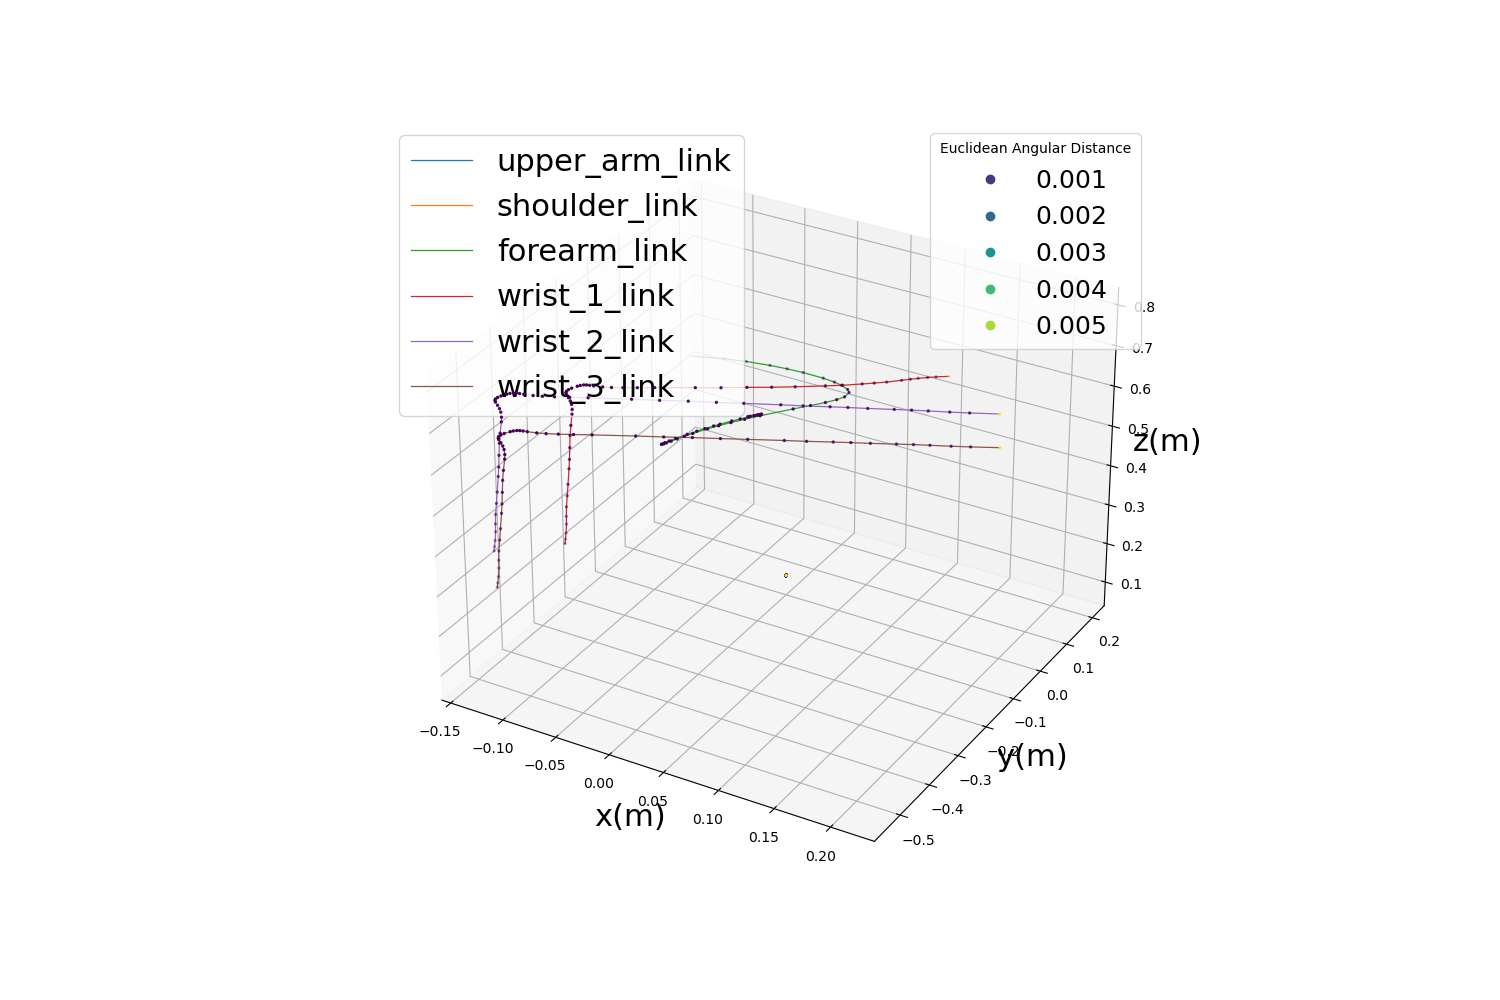 upper_arm_link
shoulder_link
forearm_link
wrist_1_link
wrist_2_link
wrist_3_link
Euclidean Angular Distance
0.001
0.002
0.003
0.004
0.005
0.8
0.7
0.6
0.5
0.4
0.3
0.2
0.1
z(m)
0.2
0.1
0.0
−0.1
−0.2
−0.3
−0.4
−0.5
y(m)
−0.15
−0.10
−0.05
0.00
0.05
0.10
0.15
0.20
x(m)